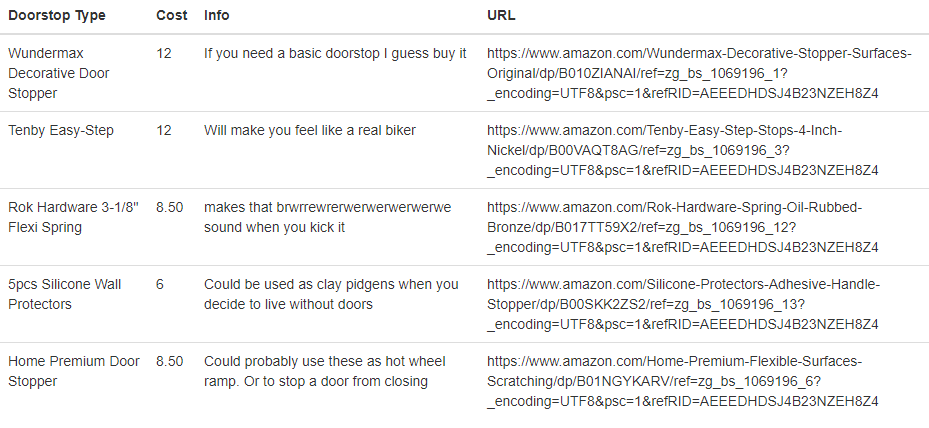 Doorstop Type Cost Info URL
Wundermax Decorative Door Stopper 12 If you need a basic doorstop I guess buy it https://www.amazon.com/Wundermax-Decorative-Stopper-Surfaces-Original/dp/B010ZIANAI/ref=zg_bs_1069196_1?_encoding=UTF8&psc=1&refRID=AEEEDHDSJ4B23NZEH8Z4
Tenby Easy-Step 12 Will make you feel like a real biker https://www.amazon.com/Tenby-Easy-Step-Stops-4-Inch-Nickel/dp/B00VAQT8AG/ref=zg_bs_1069196_3?_encoding=UTF8&psc=1&refRID=AEEEDHDSJ4B23NZEH8Z4
Rok Hardware 3-1/8" Flexi Spring 8.50 makes that brwrrewrerwerwerwerwerwe sound when you kick it https://www.amazon.com/Rok-Hardware-Spring-Oil-Rubbed-Bronze/dp/B017TT59X2/ref=zg_bs_1069196_12?_encoding=UTF8&psc=1&refRID=AEEEDHDSJ4B23NZEH8Z4
5pcs Silicone Wall Protectors 6 Could be used as clay pidgens when you decide to live without doors https://www.amazon.com/Silicone-Protectors-Adhesive-Handle-Stopper/dp/B00SKK2ZS2/ref=zg_bs_1069196_13?_encoding=UTF8&psc=1&refRID=AEEEDHDSJ4B23NZEH8Z4
Home Premium Door Stopper 8.50 Could probably use these as hot wheel ramp. Or to stop a door from closing https://www.amazon.com/Home-Premium-Flexible-Surfaces-Scratching/dp/B01NGYKARV/ref=zg_bs_1069196_6?_encoding=UTF8&psc=1&refRID=AEEEDHDSJ4B23NZEH8Z4